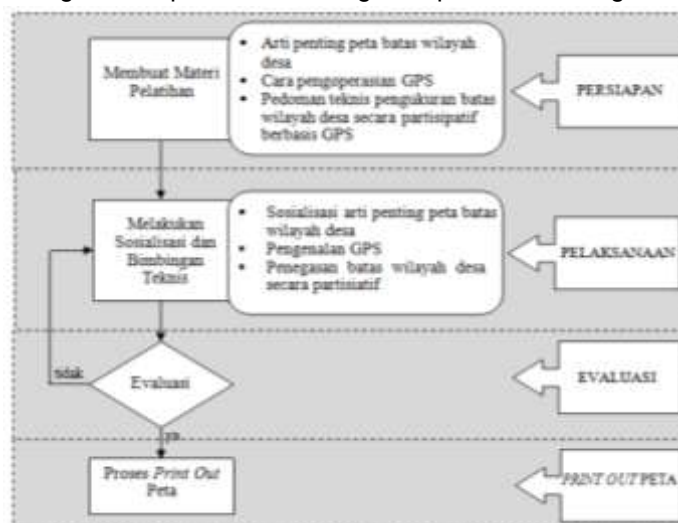 Membuat Materi
Pelatihan
• Arti penting peta batas wilayah
desa
• Cara pengoperasian GPS
• Pedoman teknis pengukuran batas
wilayah desa secara partisipatif
berbasis GPS
PERSIAPAN
Melakukan
Sosialisasi dan
Bimbingan
Teknis
• Sosialisasi arti penting peta batas
wilayah desa
• Pengenalan GPS
• Penegasan batas wilayah desa
secara partisiatif
PELAKSANAAN
tidak
Evaluasi
EVALUASI
ya
Proses Print Out
Peta
PRINT OUT PETA